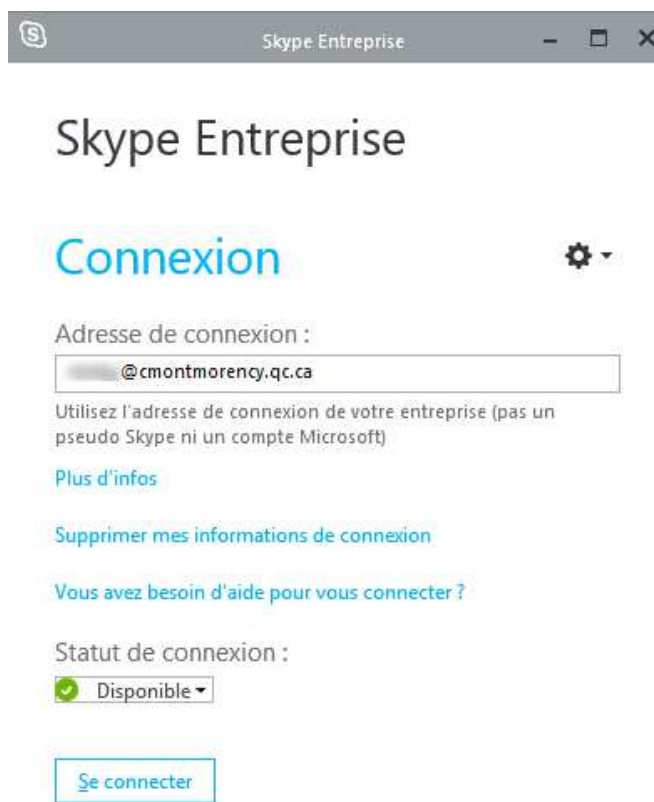 Skype Entreprise
Skype Entreprise
Connexion
Adresse de connexion :
@cmontmorency.qc.ca
Utilisez l'adresse de connexion de votre entreprise (pas un
pseudo Skype ni un compte Microsoft)
Plus d'infos
Supprimer mes informations de connexion
Vous avez besoin d'aide pour vous connecter ?
Statut de connexion :
Disponible
Se connecter